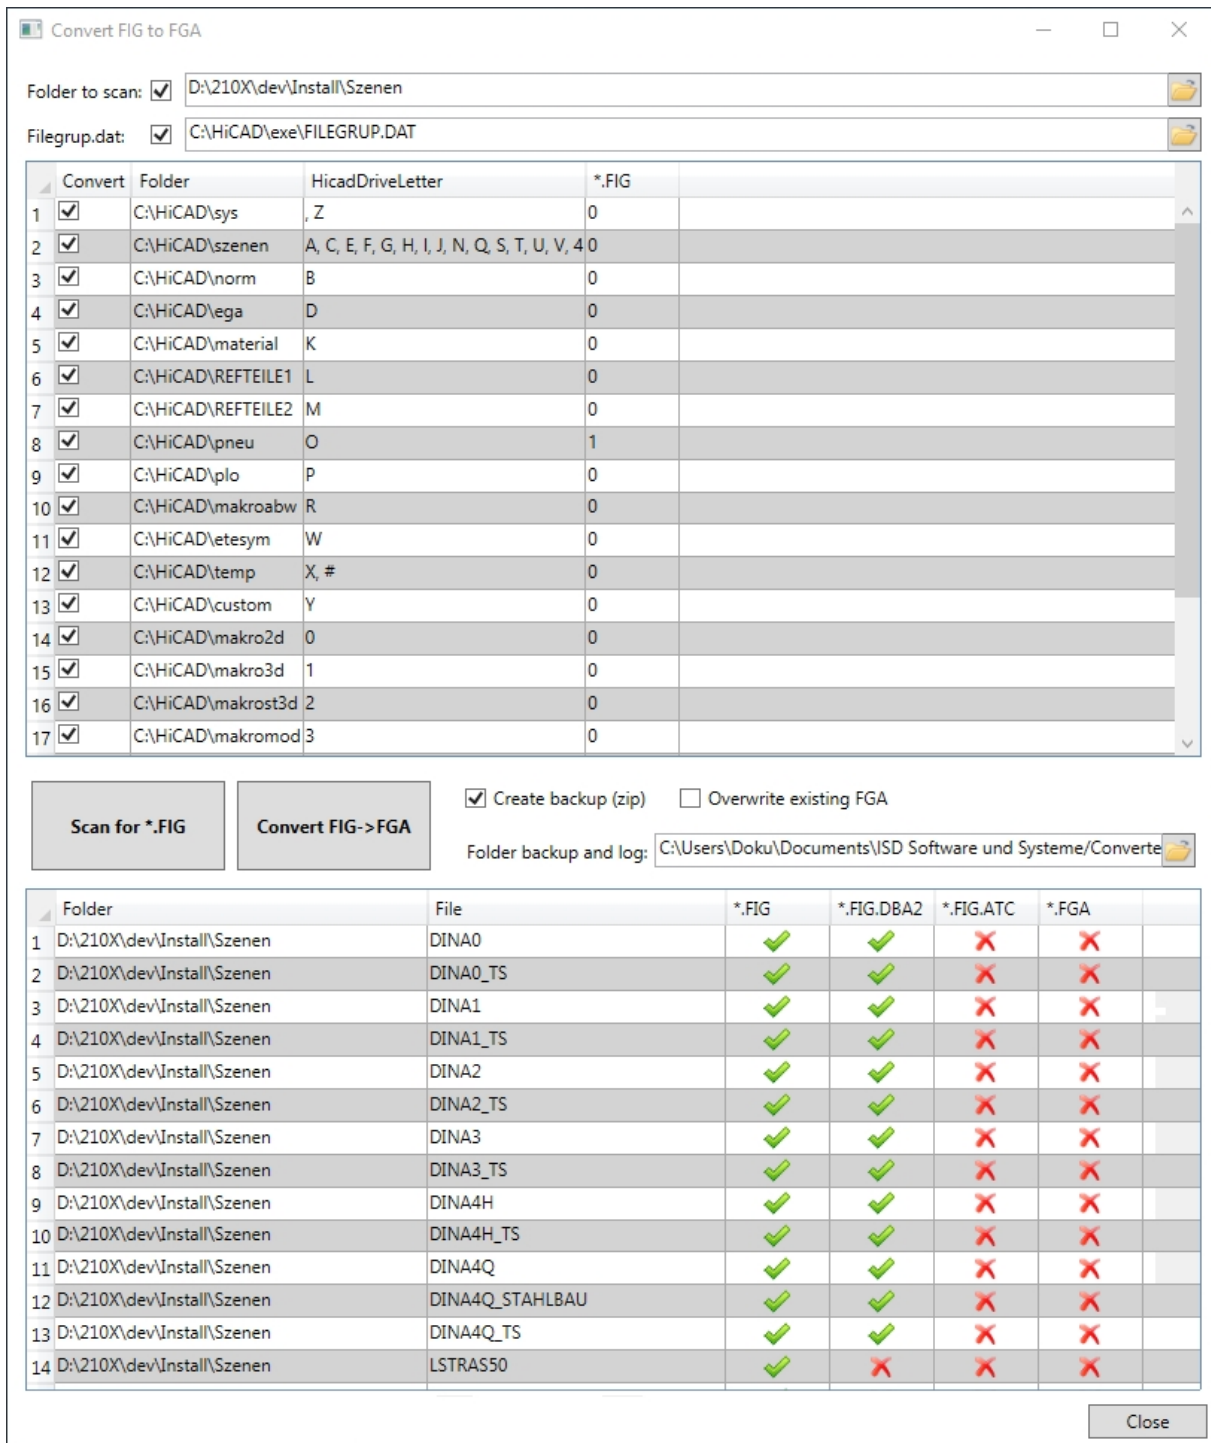 Convert FIG to FGA
Folder to scan: D:\210X\dev\Install\Szenen
Filegrup.dat: C:\HiCAD\exe\FILEGRUP.DAT
Convert Folder HicadDriveLetter *.FIG
1 C:\HiCAD\sys , Z 0
2 C:\HiCAD\szenen A, C, E, F, G, H, I, J, N, Q, S, T, U, V, 4 0
3 C:\HiCAD\norm B 0
4 C:\HiCAD\ega D 0
5 C:\HiCAD\material K 0
6 C:\HiCAD\REFTEILE1 L 0
7 C:\HiCAD\REFTEILE2 M 0
8 C:\HiCAD\pneu O 1
9 C:\HiCAD\plo P 0
10 C:\HiCAD\makroabw R 0
11 C:\HiCAD\etesym W 0
12 C:\HiCAD\temp X, # 0
13 C:\HiCAD\custom Y 0
14 C:\HiCAD\makro2d 0 0
15 C:\HiCAD\makro3d 1 0
16 C:\HiCAD\makrost3d 2 0
17 C:\HiCAD\makromod 3 0
Scan for *.FIG Convert FIG->FGA Create backup (zip) Overwrite existing FGA
Folder backup and log: C:\Users\Doku\Documents\ISD Software und Systeme/Converte
Folder File *.FIG *.FIG.DBA2 *.FIG.ATC *.FGA
1 D:\210X\dev\Install\Szenen DINA0
2 D:\210X\dev\Install\Szenen DINA0_TS
3 D:\210X\dev\Install\Szenen DINA1
4 D:\210X\dev\Install\Szenen DINA1_TS
5 D:\210X\dev\Install\Szenen DINA2
6 D:\210X\dev\Install\Szenen DINA2_TS
7 D:\210X\dev\Install\Szenen DINA3
8 D:\210X\dev\Install\Szenen DINA3_TS
9 D:\210X\dev\Install\Szenen DINA4H
10 D:\210X\dev\Install\Szenen DINA4H_TS
11 D:\210X\dev\Install\Szenen DINA4Q
12 D:\210X\dev\Install\Szenen DINA4Q_STAHLBAU
13 D:\210X\dev\Install\Szenen DINA4Q_TS
14 D:\210X\dev\Install\Szenen LSTRAS50
Close